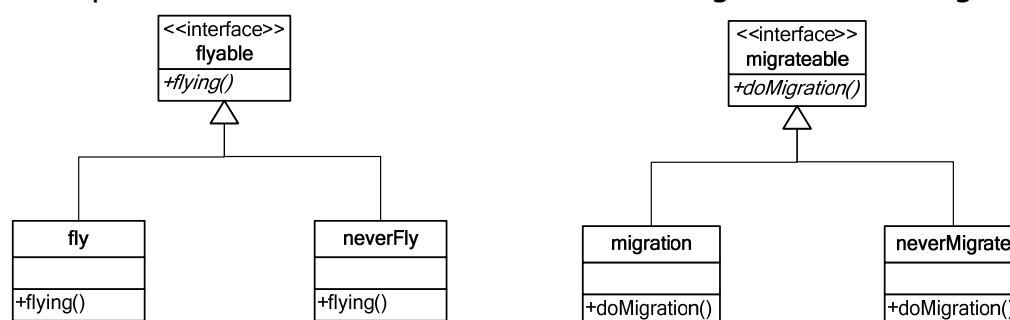 <<interface>>
flyable
+flying()
<<interface>>
migrateable
+doMigration()
fly
+flying()
neverFly
+flying()
migration
+doMigration()
neverMigrate
+doMigration()